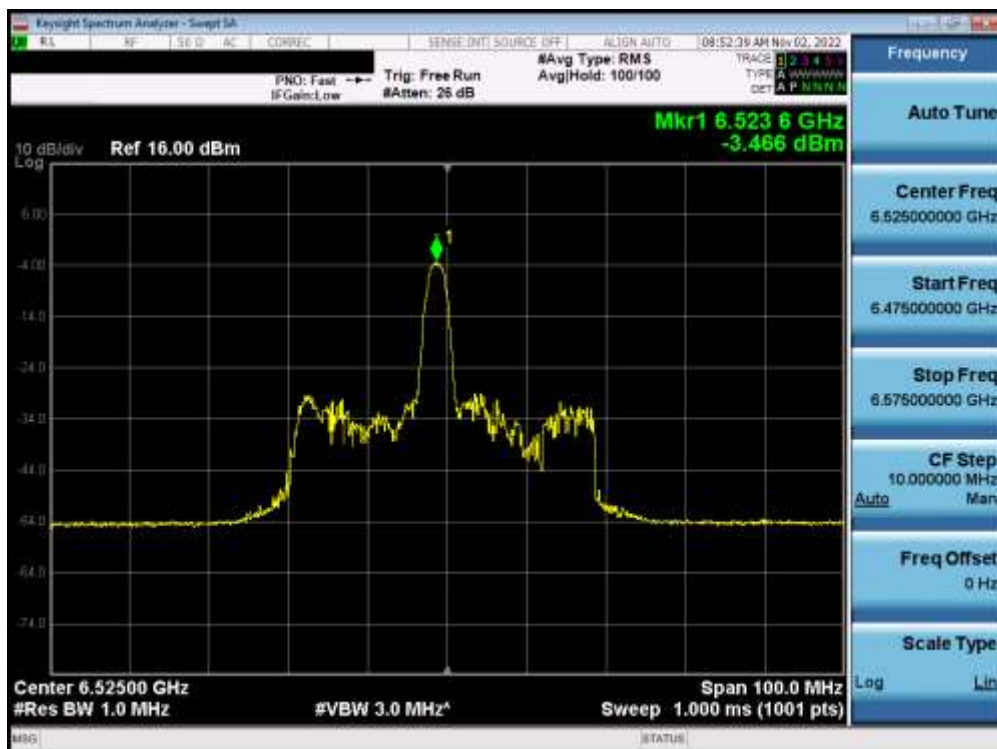 Keysight Spectrum Analyzer - Swept SA
RL RF 50 Ω AC CORREC SENSE:INT SOURCE OFF ALIGN AUTO 08:52:39 AM Nov 02, 2022
PNO: Fast
IFGain:Low
Trig: Free Run
#Atten: 26 dB
#Avg Type: RMS
Avg|Hold: 100/100
TRACE 1 2 3 4 5 6
TYPE A WWWWW
DET A P N N N N
Mkr1 6.523 6 GHz
-3.466 dBm
10 dB/div Ref 16.00 dBm
Log
1
6.00
-4.00
-14.0
-24.0
-34.0
-44.0
-54.0
-64.0
-74.0
Center 6.52500 GHz Span 100.0 MHz
#Res BW 1.0 MHz #VBW 3.0 MHz* Sweep 1.000 ms (1001 pts)
MSG STATUS
Frequency
Auto Tune
Center Freq
6.525000000 GHz
Start Freq
6.475000000 GHz
Stop Freq
6.575000000 GHz
CF Step
10.000000 MHz
Auto Man
Freq Offset
0 Hz
Scale Type
Log Lin